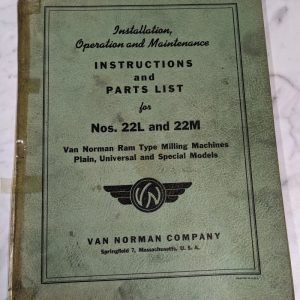 Installation,
Operation and Maintenance
INSTRUCTIONS
and
PARTS LIST
for
Nos. 22L and 22M
Van Norman Ram Type Milling Machines
Plain, Universal and Special Models
VN
VAN NORMAN COMPANY
Springfield 7, Massachusetts, U. S. A.